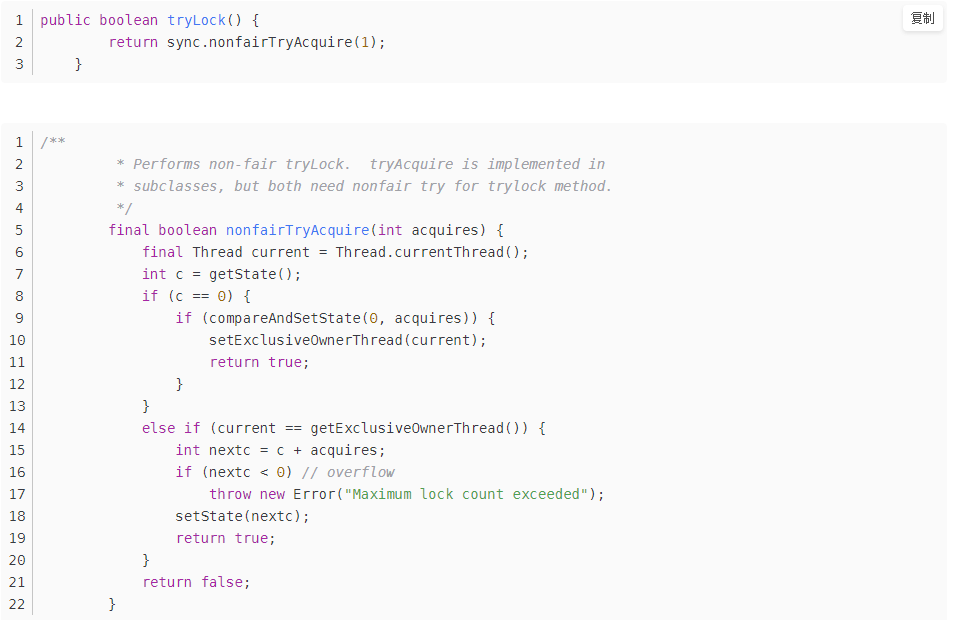 1 public boolean tryLock() { 复制
2         return sync.nonfairTryAcquire(1);
3     }
1 /**
2          * Performs non-fair tryLock.  tryAcquire is implemented in
3          * subclasses, but both need nonfair try for trylock method.
4          */
5         final boolean nonfairTryAcquire(int acquires) {
6             final Thread current = Thread.currentThread();
7             int c = getState();
8             if (c == 0) {
9                 if (compareAndSetState(0, acquires)) {
10                     setExclusiveOwnerThread(current);
11                     return true;
12                 }
13             }
14             else if (current == getExclusiveOwnerThread()) {
15                 int nextc = c + acquires;
16                 if (nextc < 0) // overflow
17                     throw new Error("Maximum lock count exceeded");
18                 setState(nextc);
19                 return true;
20             }
21             return false;
22         }